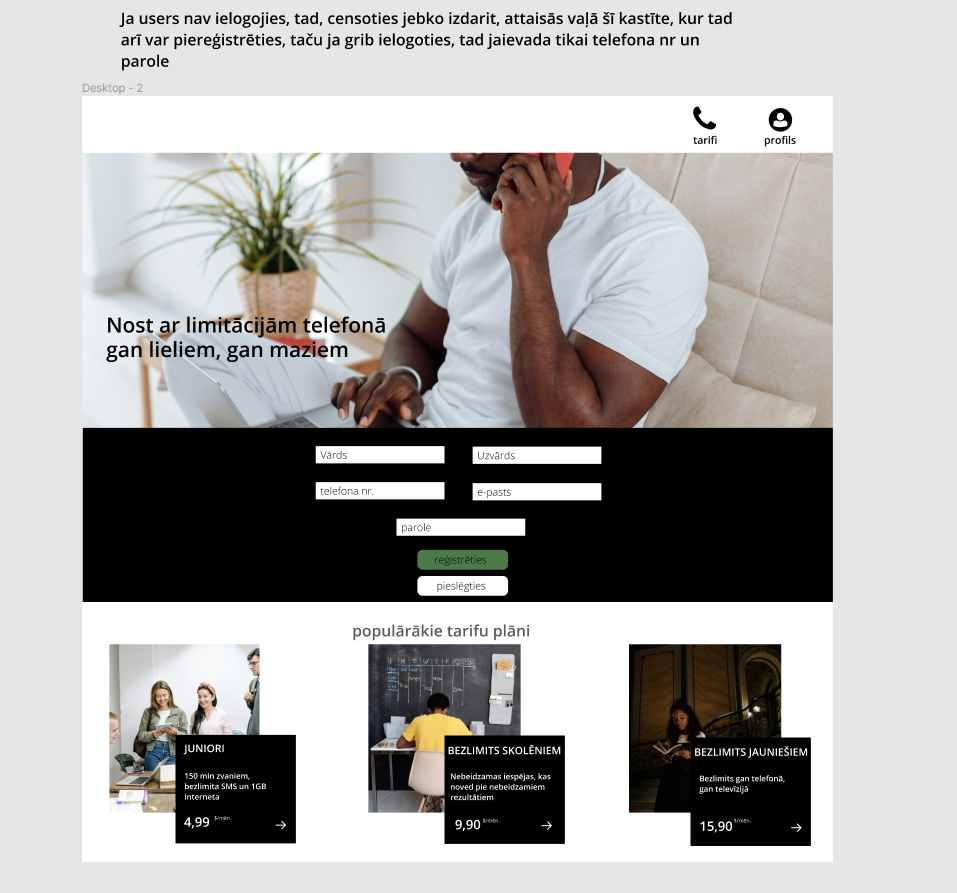 Ja users nav ielogojies, tad, censoties jebko izdarit, attaisās vaļā šī kastīte, kur tad
arī var piereģistrēties, taču ja grib ielogoties, tad jaievada tikai telefona nr un
parole
Desktop - 2
tarifi
profils
Nost ar limitācijām telefonā
gan lieliem, gan maziem
Vārds
Uzvārds
telefona nr.
e-pasts
parole
reģistrēties
pieslēgties
populārākie tarifu plāni
JUNIORI
150 min zvaniem,
bezlimita SMS un 1GB
interneta
4,99 $/mēn.
BEZLIMITS SKOLĒNIEM
Nebeidzamas iespējas, kas
noved pie nebeidzamiem
rezultātiem
9,90 $/mēn.
BEZLIMITS JAUNIEŠIEM
Bezlimits gan telefonā,
gan televīzijā
15,90 $/mēn.